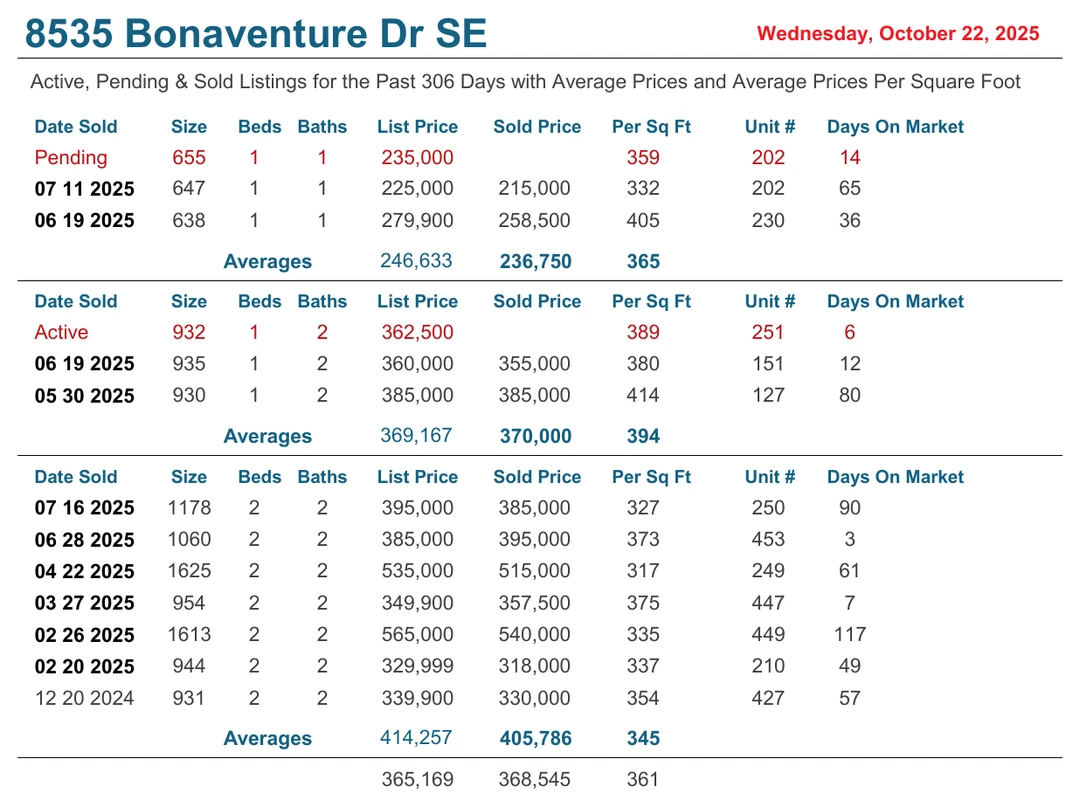 8535 Bonaventure Dr SE Wednesday, October 22, 2025
Active, Pending & Sold Listings for the Past 306 Days with Average Prices and Average Prices Per Square Foot
Date Sold Size Beds Baths List Price Sold Price Per Sq Ft Unit # Days On Market
Pending 655 1 1 235,000 359 202 14
07 11 2025 647 1 1 225,000 215,000 332 202 65
06 19 2025 638 1 1 279,900 258,500 405 230 36
Averages 246,633 236,750 365
Date Sold Size Beds Baths List Price Sold Price Per Sq Ft Unit # Days On Market
Active 932 1 2 362,500 389 251 6
06 19 2025 935 1 2 360,000 355,000 380 151 12
05 30 2025 930 1 2 385,000 385,000 414 127 80
Averages 369,167 370,000 394
Date Sold Size Beds Baths List Price Sold Price Per Sq Ft Unit # Days On Market
07 16 2025 1178 2 2 395,000 385,000 327 250 90
06 28 2025 1060 2 2 385,000 395,000 373 453 3
04 22 2025 1625 2 2 535,000 515,000 317 249 61
03 27 2025 954 2 2 349,900 357,500 375 447 7
02 26 2025 1613 2 2 565,000 540,000 335 449 117
02 20 2025 944 2 2 329,999 318,000 337 210 49
12 20 2024 931 2 2 339,900 330,000 354 427 57
Averages 414,257 405,786 345
365,169 368,545 361